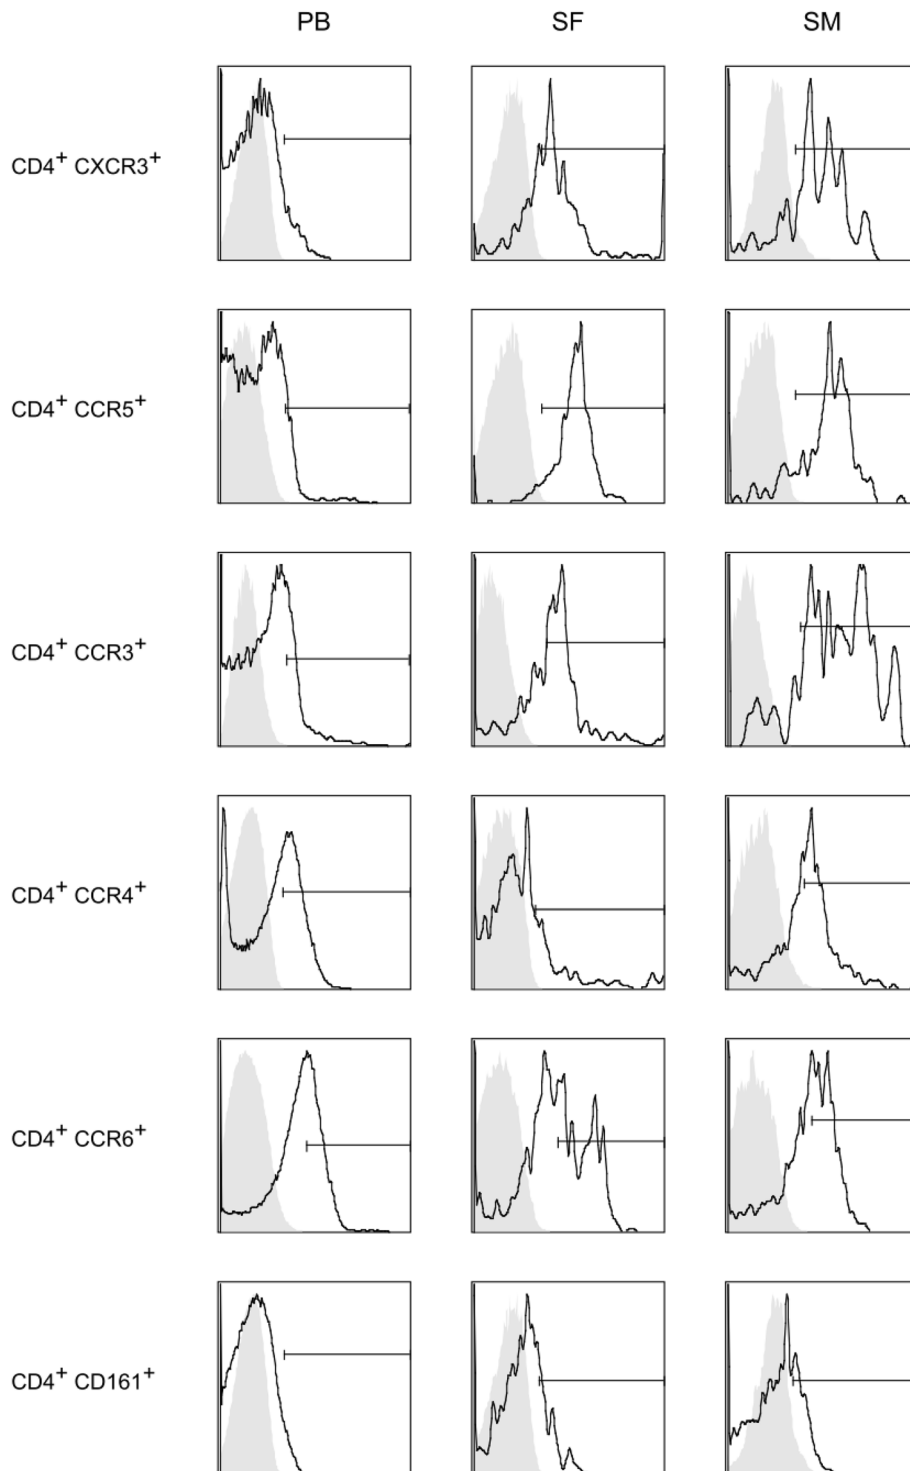 PB SF SM
CD4⁺ CXCR3⁺
CD4⁺ CCR5⁺
CD4⁺ CCR3⁺
CD4⁺ CCR4⁺
CD4⁺ CCR6⁺
CD4⁺ CD161⁺